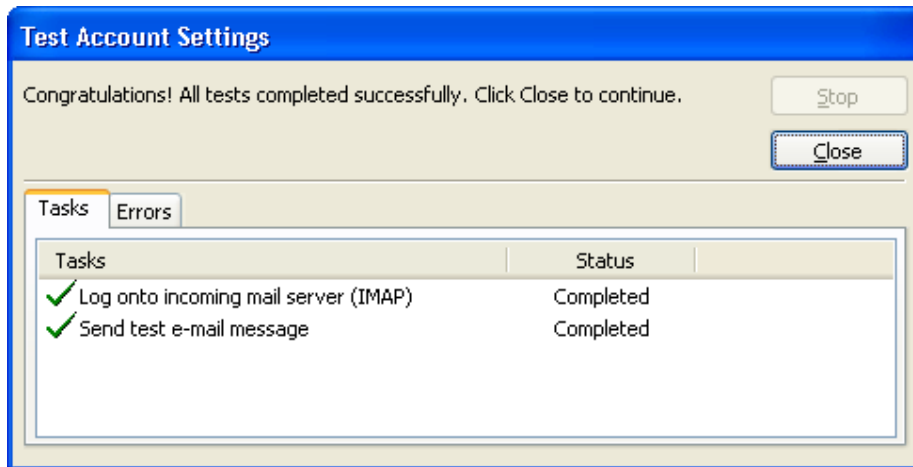 Test Account Settings
Congratulations! All tests completed successfully. Click Close to continue.
Stop
Close
Tasks Errors
Tasks Status
Log onto incoming mail server (IMAP) Completed
Send test e-mail message Completed